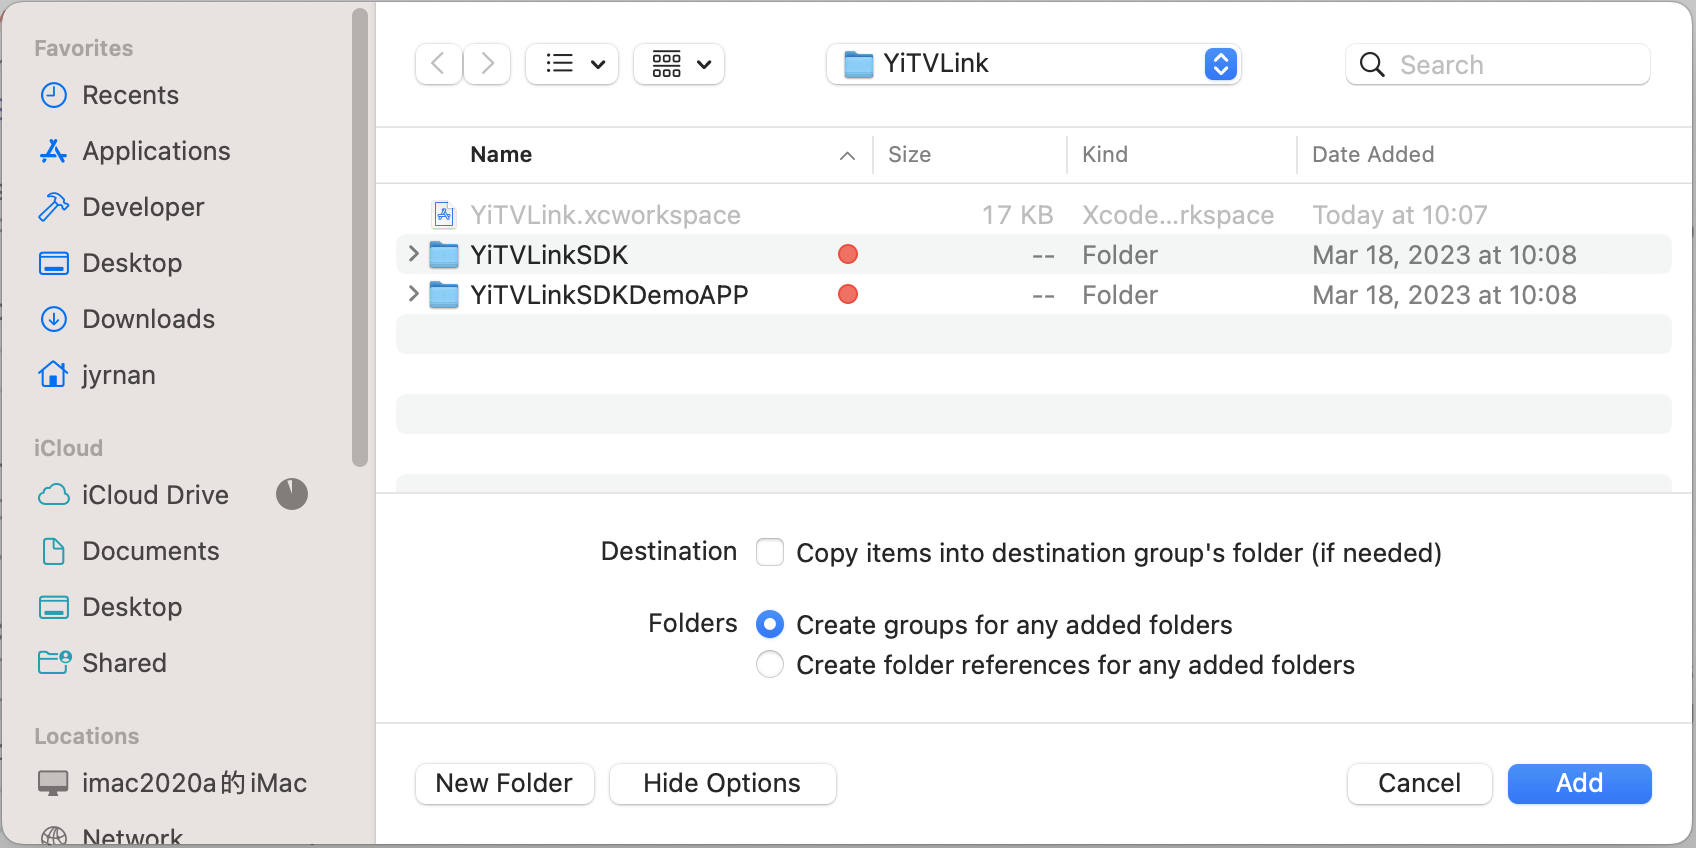 Favorites
Recents
Applications
Developer
Desktop
Downloads
jyrnan
iCloud
iCloud Drive
Documents
Desktop
Shared
Locations
imac2020a的 iMac
Network
YiTVLink
Search
Name Size Kind Date Added
YiTVLink.xcworkspace 17 KB Xcode...rkspace Today at 10:07
YiTVLinkSDK -- Folder Mar 18, 2023 at 10:08
YiTVLinkSDKDemoAPP -- Folder Mar 18, 2023 at 10:08
Destination Copy items into destination group's folder (if needed)
Folders Create groups for any added folders
Create folder references for any added folders
New Folder Hide Options Cancel Add